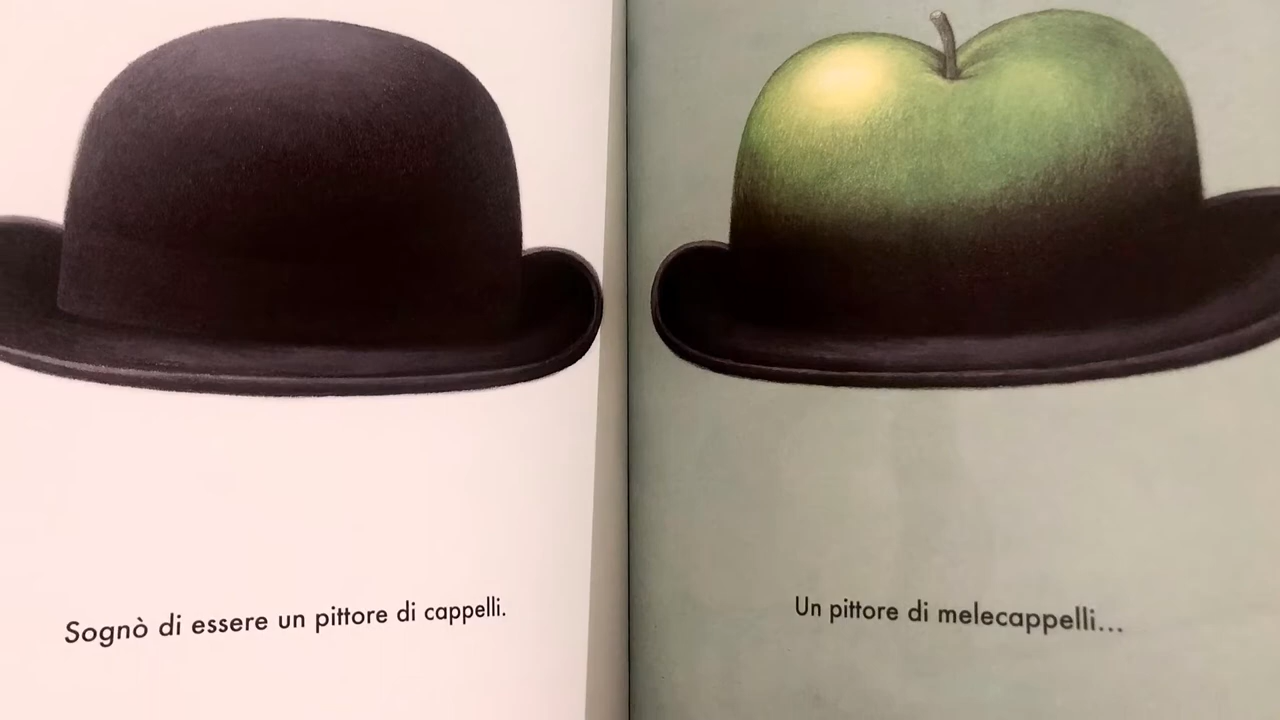 Sognò di essere un pittore di cappelli.
Un pittore di melecappelli...